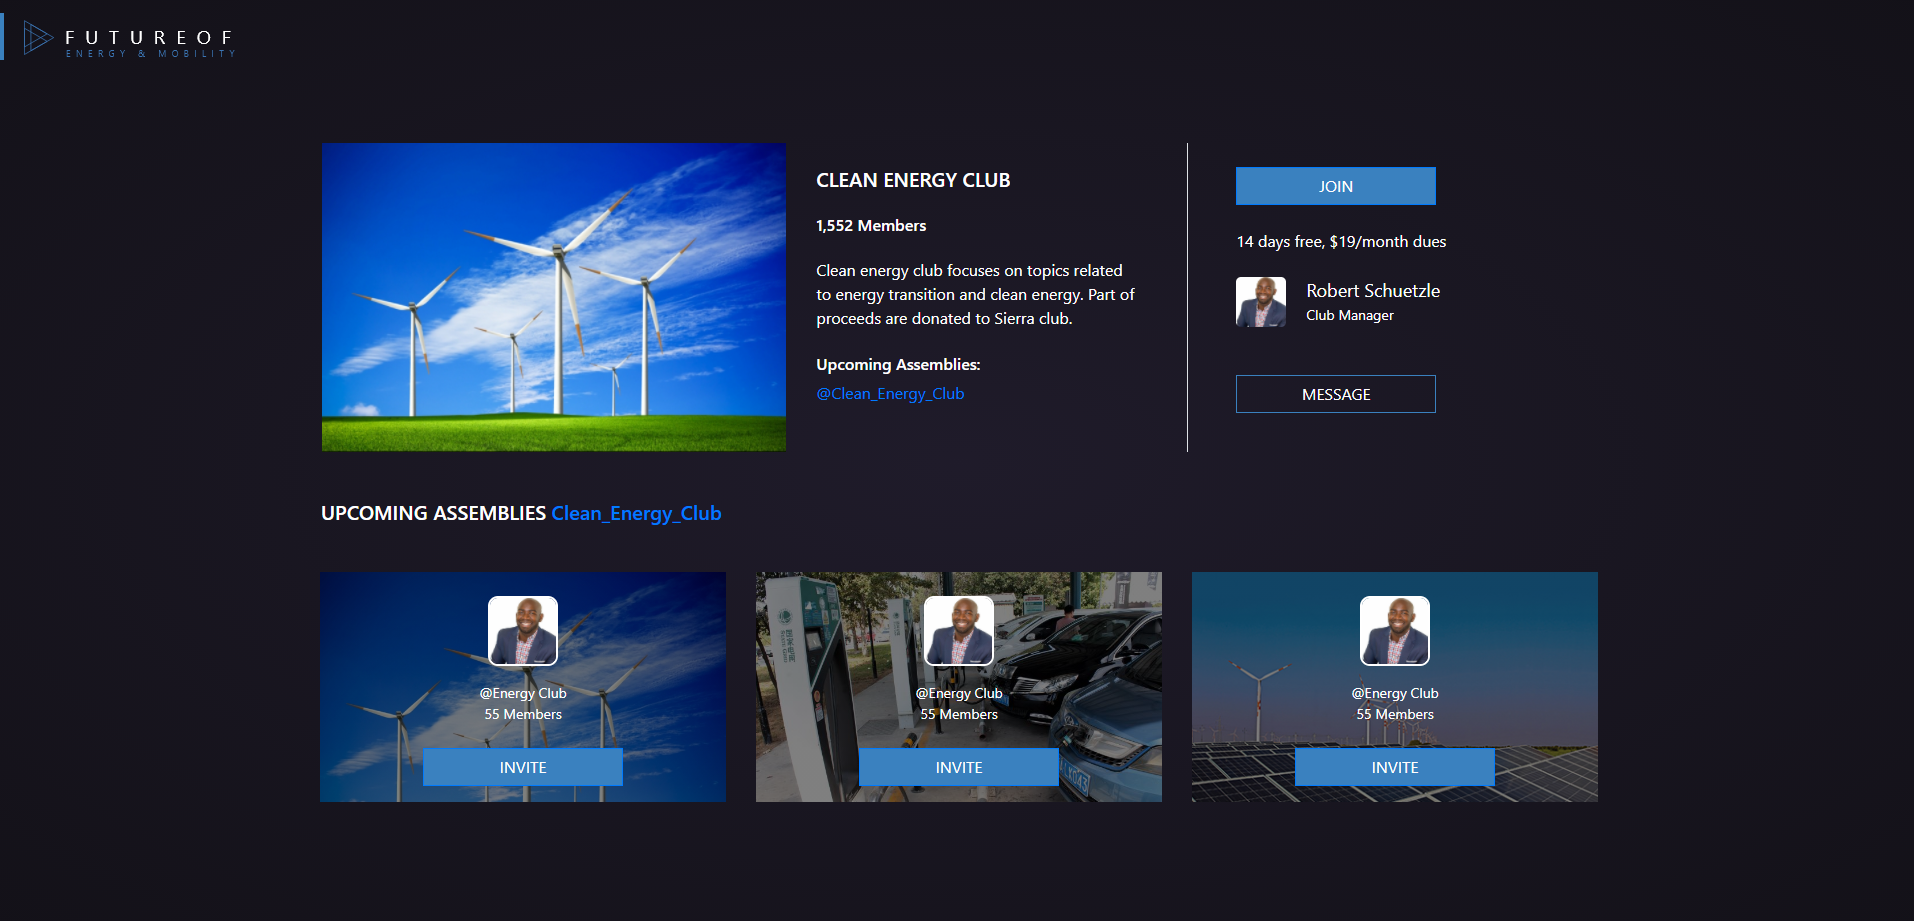 FUTUREOF
ENERGY & MOBILITY
CLEAN ENERGY CLUB
1,552 Members
Clean energy club focuses on topics related
to energy transition and clean energy. Part of
proceeds are donated to Sierra club.
Upcoming Assemblies:
@Clean_Energy_Club
JOIN
14 days free, $19/month dues
Robert Schuetzle
Club Manager
MESSAGE
UPCOMING ASSEMBLIES Clean_Energy_Club
@Energy Club
55 Members
INVITE
@Energy Club
55 Members
INVITE
@Energy Club
55 Members
INVITE